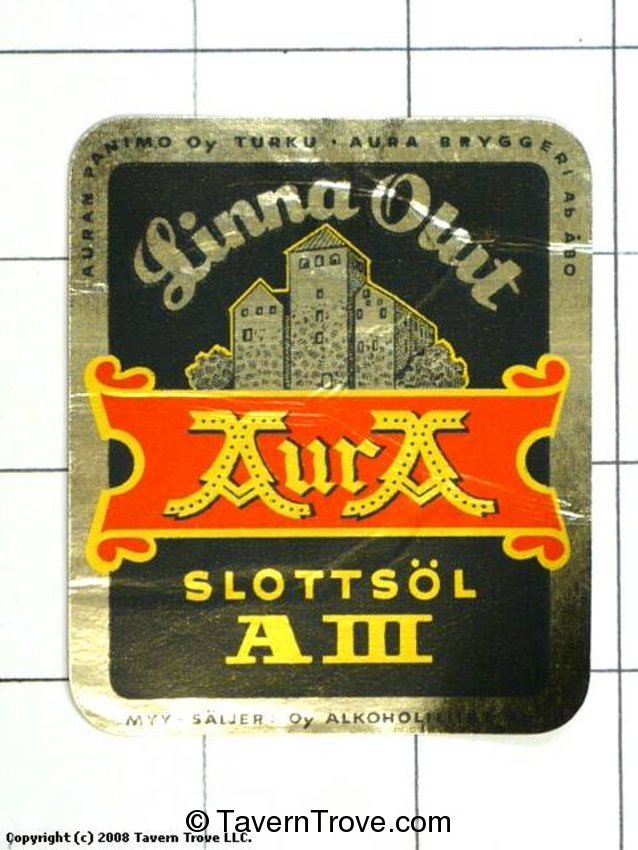 AURAN PANIMO Oy TURKU · AURA BRYGGERI Ab ÅBO
Linna Olut
AurA
SLOTTSÖL
A III
MYY · SÄLJER: Oy
Copyright (c) 2008 Tavern Trove LLC.
© TavernTrove.com